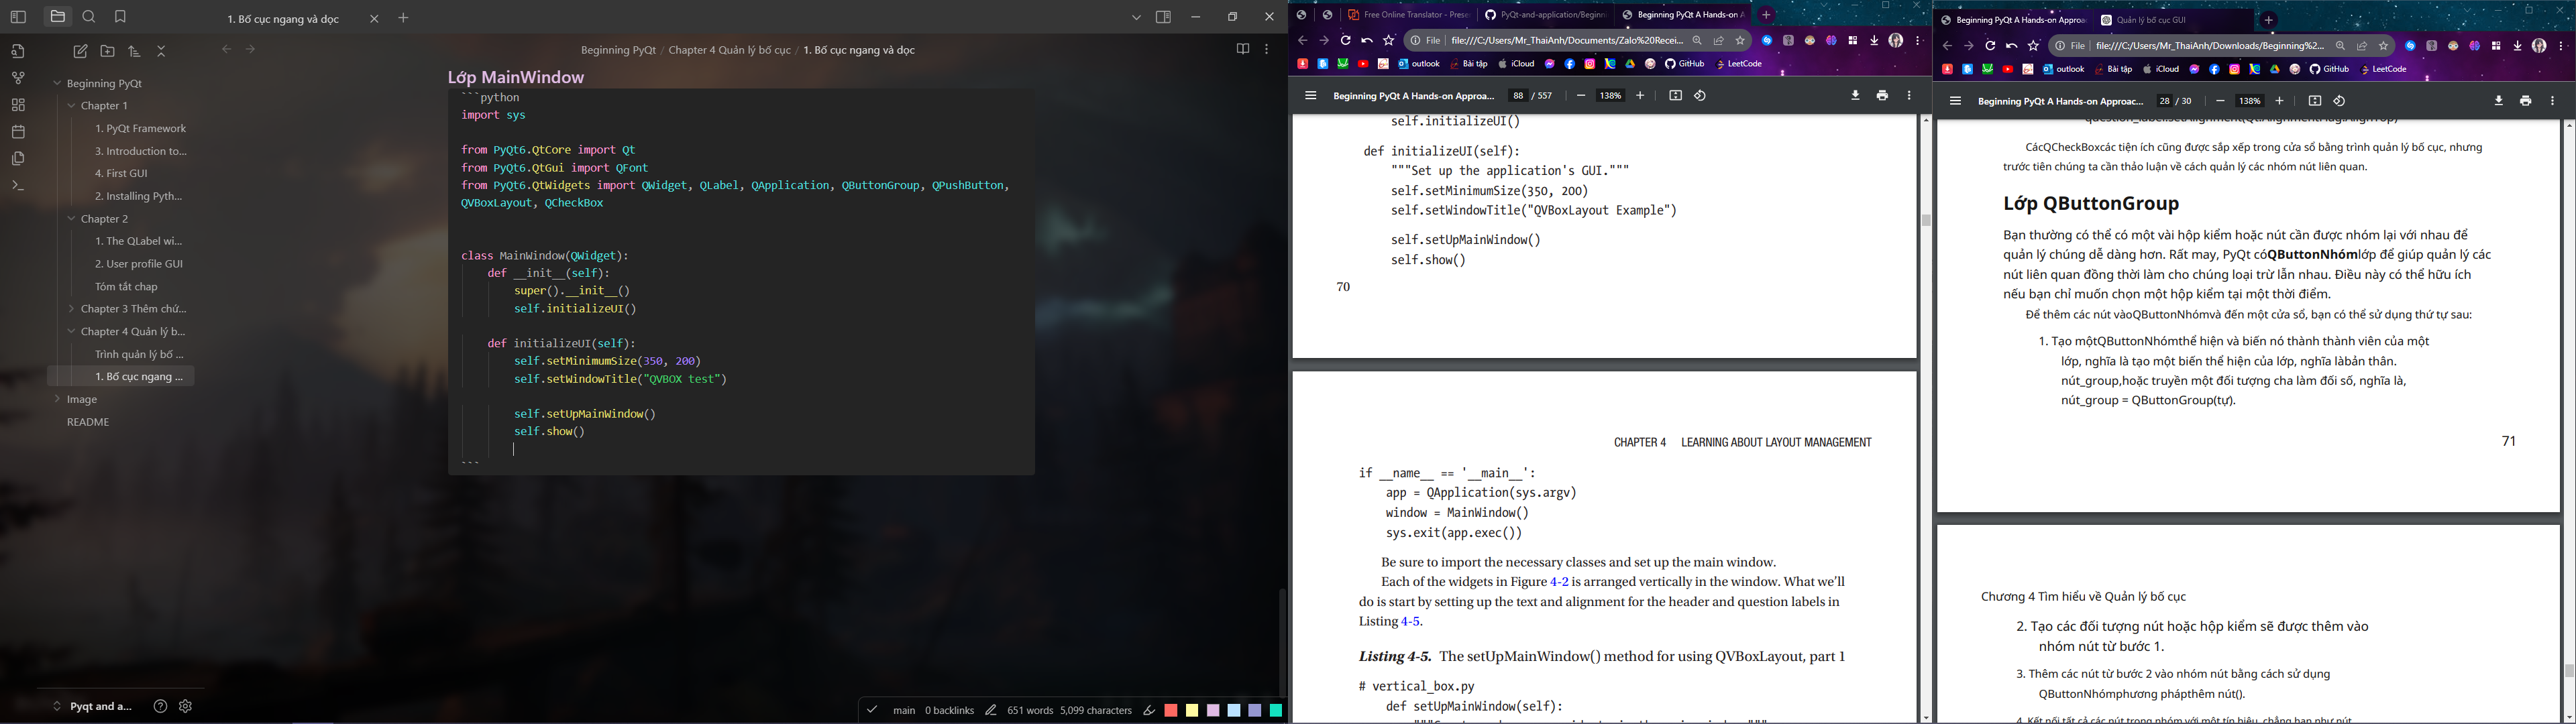 1. Bố cục ngang và dọc
Beginning PyQt / Chapter 4 Quản lý bố cục / 1. Bố cục ngang và dọc
Beginning PyQt
Chapter 1
1. PyQt Framework
3. Introduction to...
4. First GUI
2. Installing Pyth...
Chapter 2
1. The QLabel wi...
2. User profile GUI
Tóm tắt chap
Chapter 3 Thêm chứ...
Chapter 4 Quản lý b...
Trình quản lý bố ...
1. Bố cục ngang ...
Image
README
Pyqt and a...
Lớp MainWindow
```python
import sys
from PyQt6.QtCore import Qt
from PyQt6.QtGui import QFont
from PyQt6.QtWidgets import QWidget, QLabel, QApplication, QButtonGroup, QPushButton,
QVBoxLayout, QCheckBox
class MainWindow(QWidget):
def __init__(self):
super().__init__()
self.initializeUI()
def initializeUI(self):
self.setMinimumSize(350, 200)
self.setWindowTitle("QVBOX test")
self.setUpMainWindow()
self.show()
```
main 0 backlinks 651 words 5,099 characters
Free Online Translator - Prese
PyQt-and-application/Beginni
Beginning PyQt A Hands-on A
File file:///C:/Users/Mr_ThaiAnh/Documents/Zalo%20Recei...
outlook Bài tập iCloud GitHub LeetCode
Beginning PyQt A Hands-on Approa... 88 / 557 138%
self.initializeUI()
def initializeUI(self):
"""Set up the application's GUI."""
self.setMinimumSize(350, 200)
self.setWindowTitle("QVBoxLayout Example")
self.setUpMainWindow()
self.show()
70
CHAPTER 4 LEARNING ABOUT LAYOUT MANAGEMENT
if __name__ == '__main__':
app = QApplication(sys.argv)
window = MainWindow()
sys.exit(app.exec())
Be sure to import the necessary classes and set up the main window.
Each of the widgets in Figure 4-2 is arranged vertically in the window. What we'll
do is start by setting up the text and alignment for the header and question labels in
Listing 4-5.
Listing 4-5. The setUpMainWindow() method for using QVBoxLayout, part 1
# vertical_box.py
def setUpMainWindow(self):
Beginning PyQt A Hands-on Approa
Quản lý bố cục GUI
File file:///C:/Users/Mr_ThaiAnh/Downloads/Beginning%2...
outlook Bài tập iCloud GitHub LeetCode
Beginning PyQt A Hands-on Approac... 28 / 30 138%
CácQCheckBoxcác tiện ích cũng được sắp xếp trong cửa sổ bằng trình quản lý bố cục, nhưng
trước tiên chúng ta cần thảo luận về cách quản lý các nhóm nút liên quan.
Lớp QButtonGroup
Bạn thường có thể có một vài hộp kiểm hoặc nút cần được nhóm lại với nhau để
quản lý chúng dễ dàng hơn. Rất may, PyQt cóQButtonNhómlớp để giúp quản lý các
nút liên quan đồng thời làm cho chúng loại trừ lẫn nhau. Điều này có thể hữu ích
nếu bạn chỉ muốn chọn một hộp kiểm tại một thời điểm.
Để thêm các nút vàoQButtonNhómvà đến một cửa sổ, bạn có thể sử dụng thứ tự sau:
1. Tạo mộtQButtonNhómthể hiện và biến nó thành thành viên của một
lớp, nghĩa là tạo một biến thể hiện của lớp, nghĩa làbản thân.
nút_group,hoặc truyền một đối tượng cha làm đối số, nghĩa là,
nút_group = QButtonGroup(tự).
71
Chương 4 Tìm hiểu về Quản lý bố cục
2. Tạo các đối tượng nút hoặc hộp kiểm sẽ được thêm vào
nhóm nút từ bước 1.
3. Thêm các nút từ bước 2 vào nhóm nút bằng cách sử dụng
QButtonNhómphương phápthêm nút().
4. Kết nối tất cả các nút trong nhóm với một tín hiệu, chẳng hạn như nút